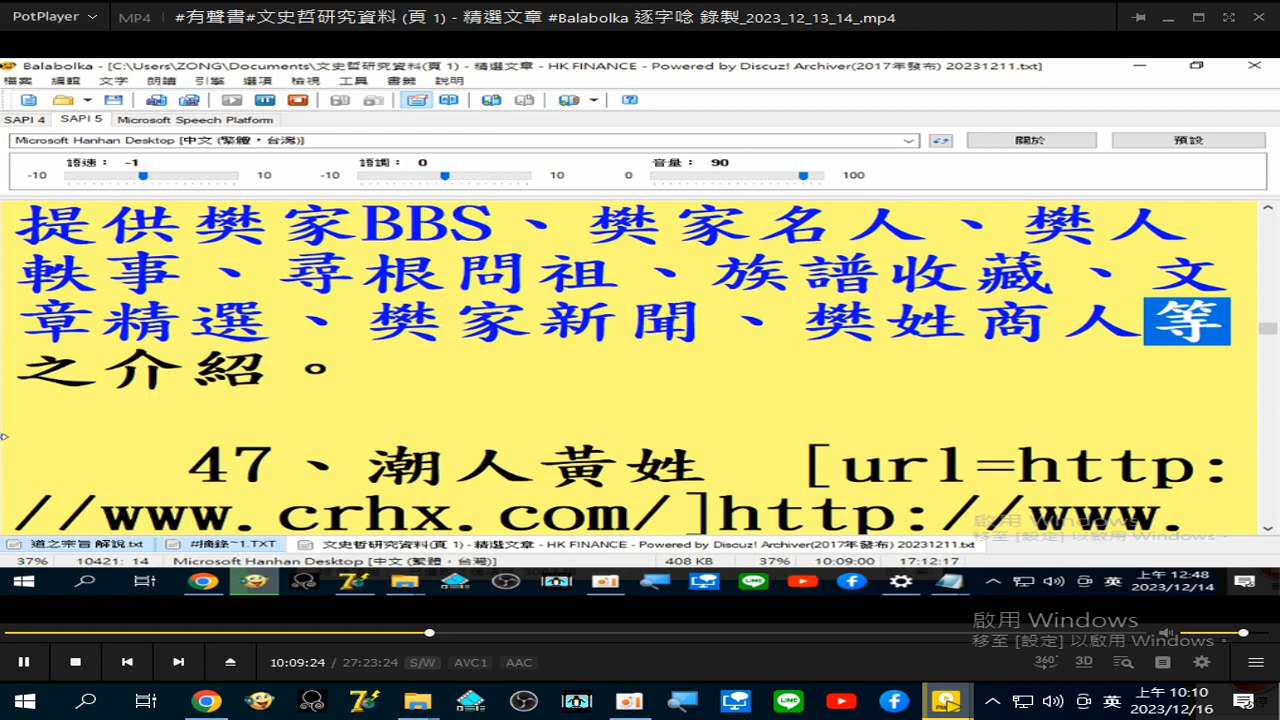 PotPlayer MP4 #有聲書#文史哲研究資料 (頁 1) - 精選文章 #Balabolka 逐字唸 錄製_2023_12_13_14_.mp4
Balabolka - [C:\Users\ZONG\Documents\文史哲研究資料(頁 1) - 精選文章 - HK FINANCE - Powered by Discuz! Archiver(2017年發布) 20231211.txt]
檔案 編輯 文字 朗讀 引擎 選項 檢視 工具 書籤 說明
SAPI 4 SAPI 5 Microsoft Speech Platform
Microsoft Hanhan Desktop [中文 (繁體，台灣)] 關於 預設
語速： -1 語調： 0 音量： 90
-10 10 -10 10 0 100
提供樊家BBS、樊家名人、樊人
軼事、尋根問祖、族譜收藏、文
章精選、樊家新聞、樊姓商人等
之介紹。
47、潮人黃姓 [url=http:
//www.crhx.com/]http://www.
啟用 Windows
移至 [設定] 以啟用 Windows。
道之宗旨 解說.txt #摘錄~1.TXT 文史哲研究資料(頁 1) - 精選文章 - HK FINANCE - Powered by Discuz! Archiver(2017年發布) 20231211.txt
37% 10421: 14 Microsoft Hanhan Desktop [中文 (繁體，台灣)] 408 KB 37% 10:09:00 17:12:17
英 上午 12:48
2023/12/14
啟用 Windows
移至 [設定] 以啟用 Windows。
10:09:24 / 27:23:24 S/W AVC1 AAC 360° 3D
英 上午 10:10
2023/12/16